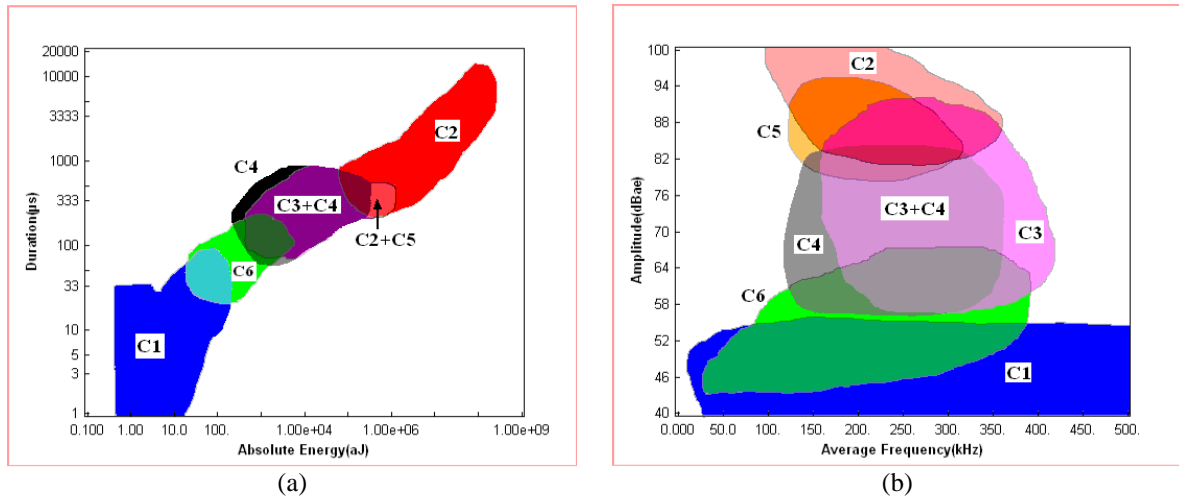 20000
10000
3333
1000
333
100
33
10
5
3
1
Duration(µs)
C4
C2
C3+C4
C2+C5
C6
C1
0.100 1.00 10.0 100. 1.00e+04 1.00e+06 1.00e+09
Absolute Energy(aJ)
(a)
100
94
88
82
76
70
64
58
52
46
40
Amplitude(dBae)
C2
C5
C3+C4
C4
C3
C6
C1
0.000 50.0 100. 150. 200. 250. 300. 350. 400. 450. 500.
Average Frequency(kHz)
(b)